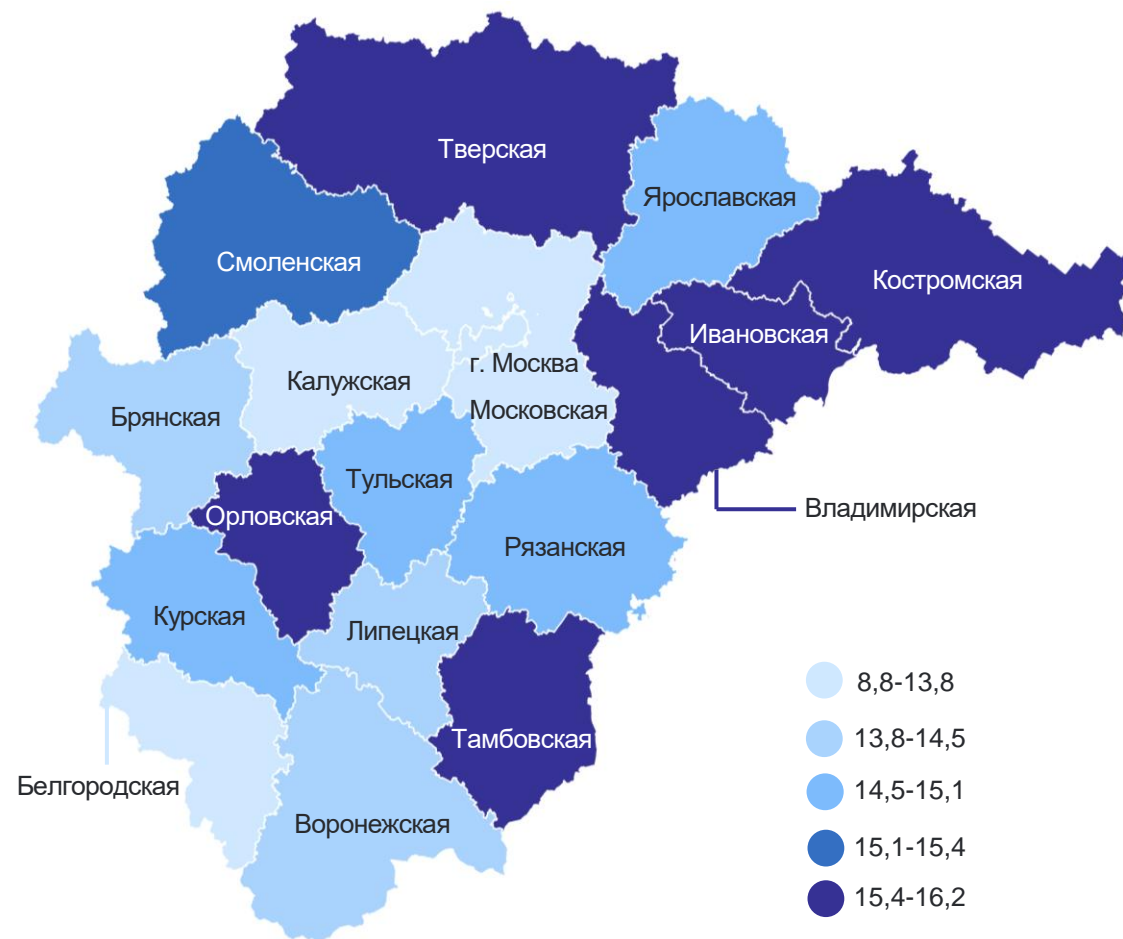 Тверская
Ярославская
Смоленская
Костромская
Ивановская
г. Москва
Калужская
Московская
Брянская
Тульская
Владимирская
Орловская
Рязанская
Курская
Липецкая
Тамбовская
Белгородская
Воронежская
8,8-13,8
13,8-14,5
14,5-15,1
15,1-15,4
15,4-16,2